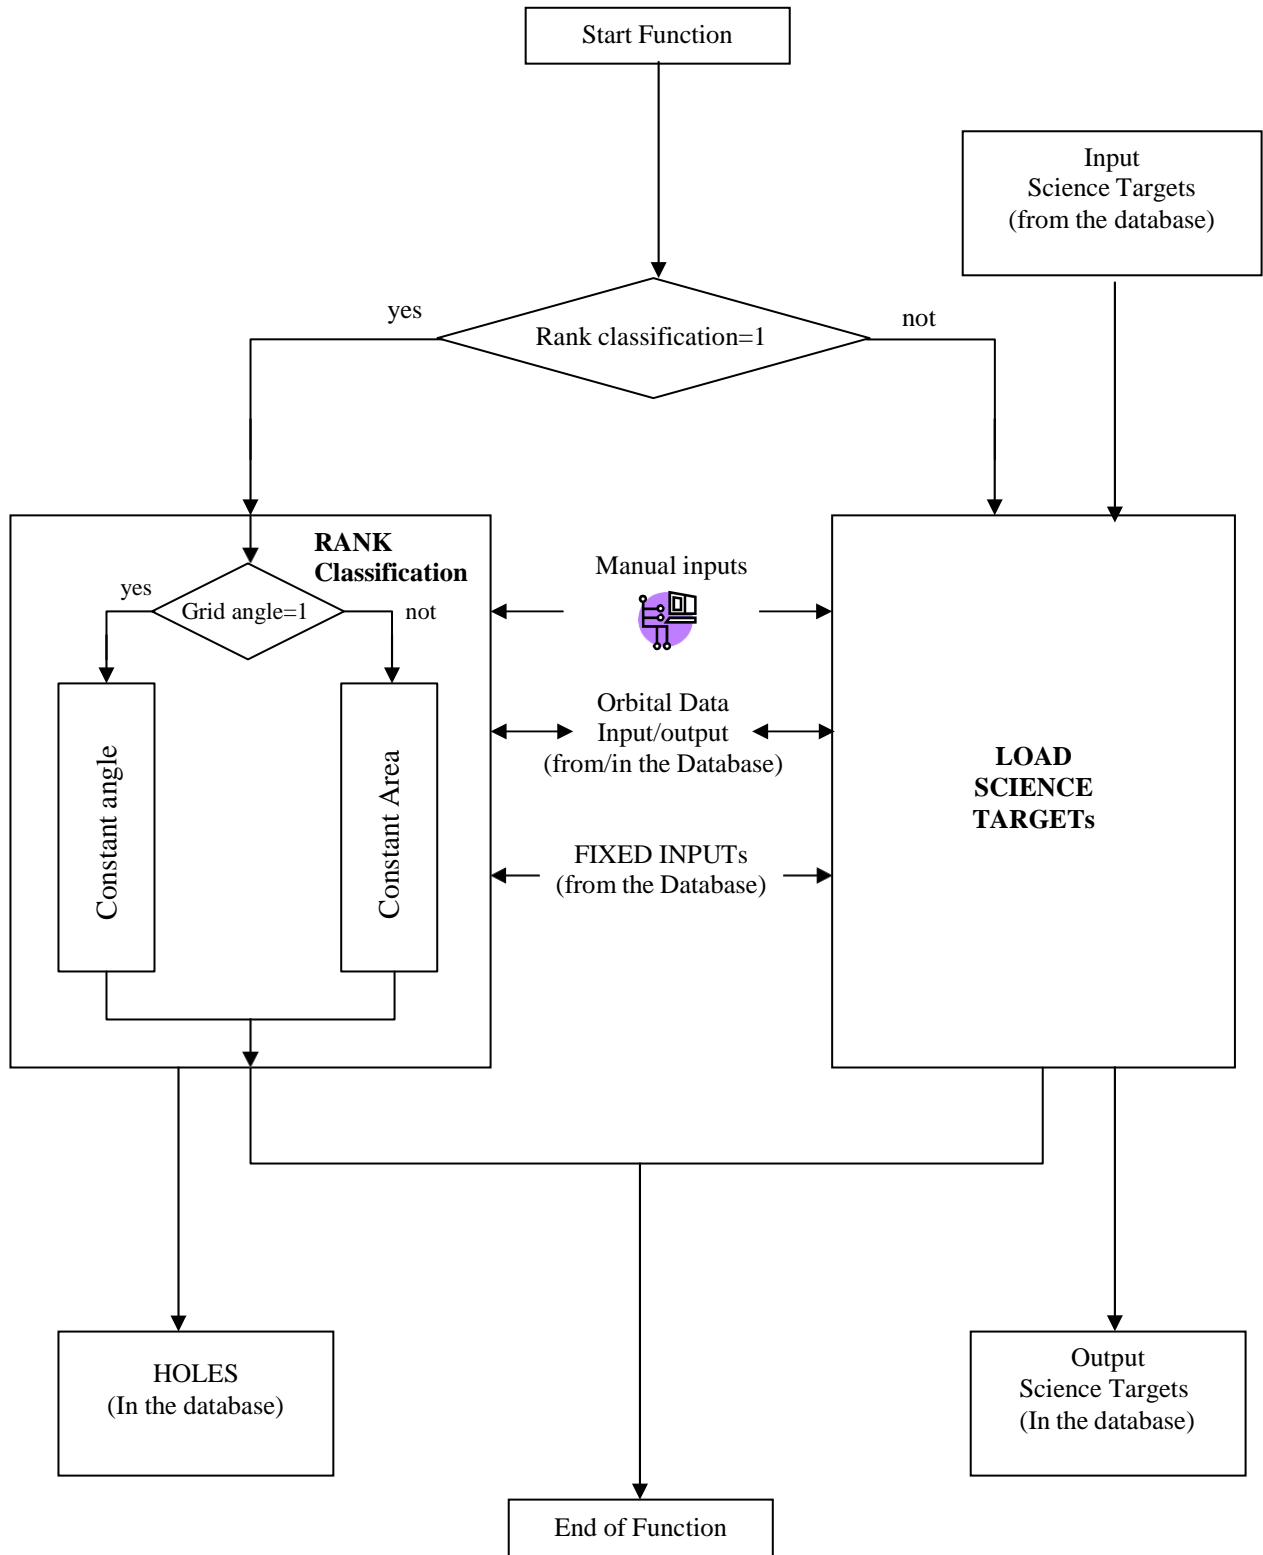 Start Function
Input
Science Targets
(from the database)
yes
Rank classification=1
not
RANK
Classification
yes
Grid angle=1
not
Constant angle
Constant Area
Manual inputs
Orbital Data
Input/output
(from/in the Database)
FIXED INPUTs
(from the Database)
LOAD
SCIENCE
TARGETs
HOLES
(In the database)
Output
Science Targets
(In the database)
End of Function